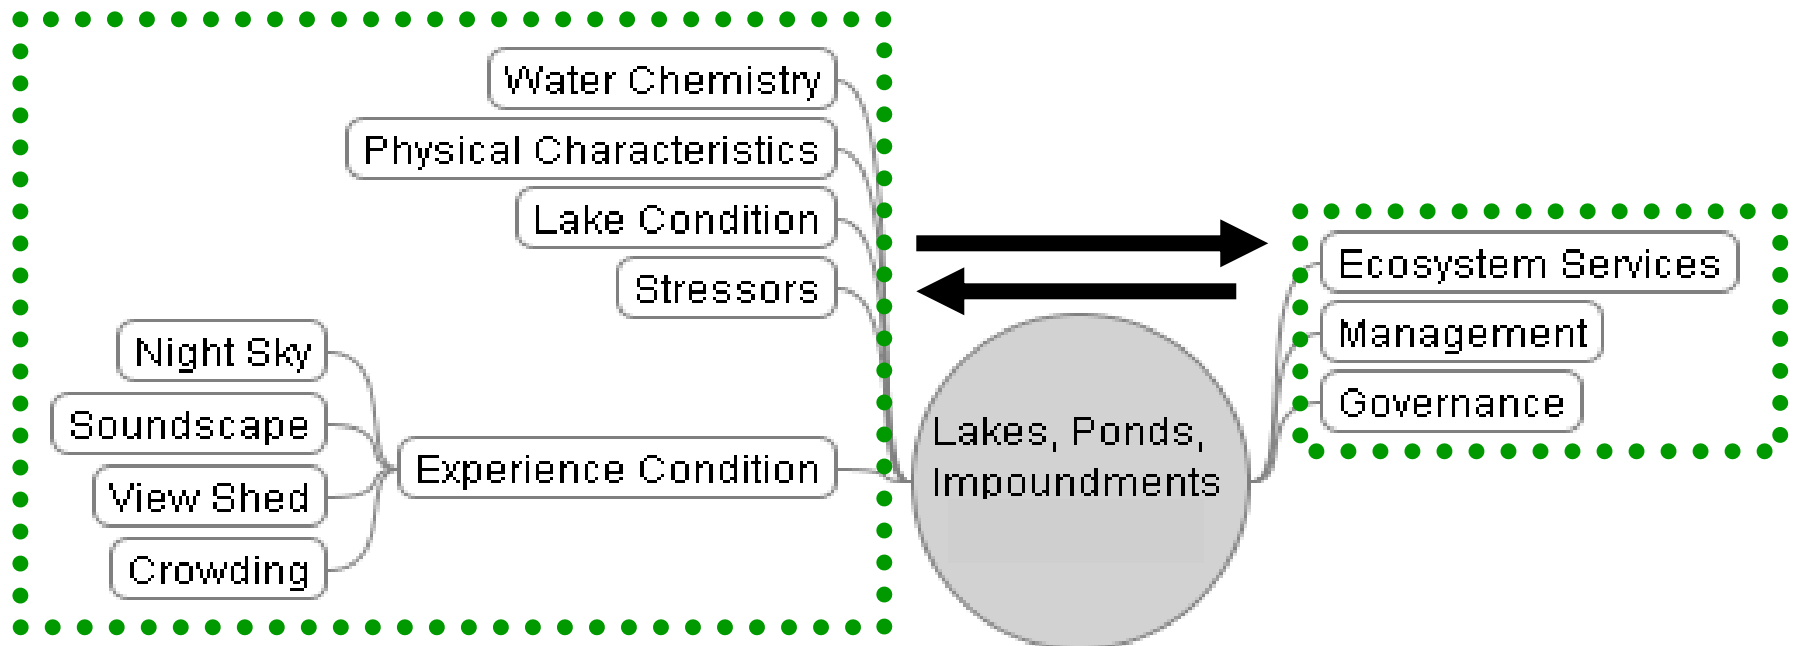 Water Chemistry
Physical Characteristics
Lake Condition
Stressors
Night Sky
Soundscape
View Shed
Crowding
Experience Condition
Lakes, Ponds,
Impoundments
Ecosystem Services
Management
Governance